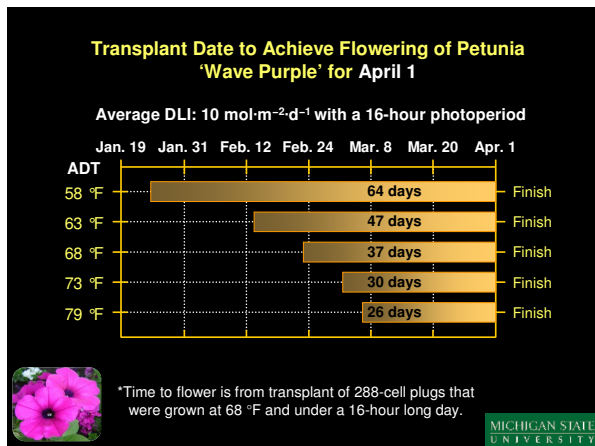 Transplant Date to Achieve Flowering of Petunia
‘Wave Purple’ for April 1
Average DLI: 10 mol·m⁻²·d⁻¹ with a 16-hour photoperiod
Jan. 19 Jan. 31 Feb. 12 Feb. 24 Mar. 8 Mar. 20 Apr. 1
ADT
58 °F 64 days Finish
63 °F 47 days Finish
68 °F 37 days Finish
73 °F 30 days Finish
79 °F 26 days Finish
*Time to flower is from transplant of 288-cell plugs that
were grown at 68 °F and under a 16-hour long day.
MICHIGAN STATE
UNIVERSITY